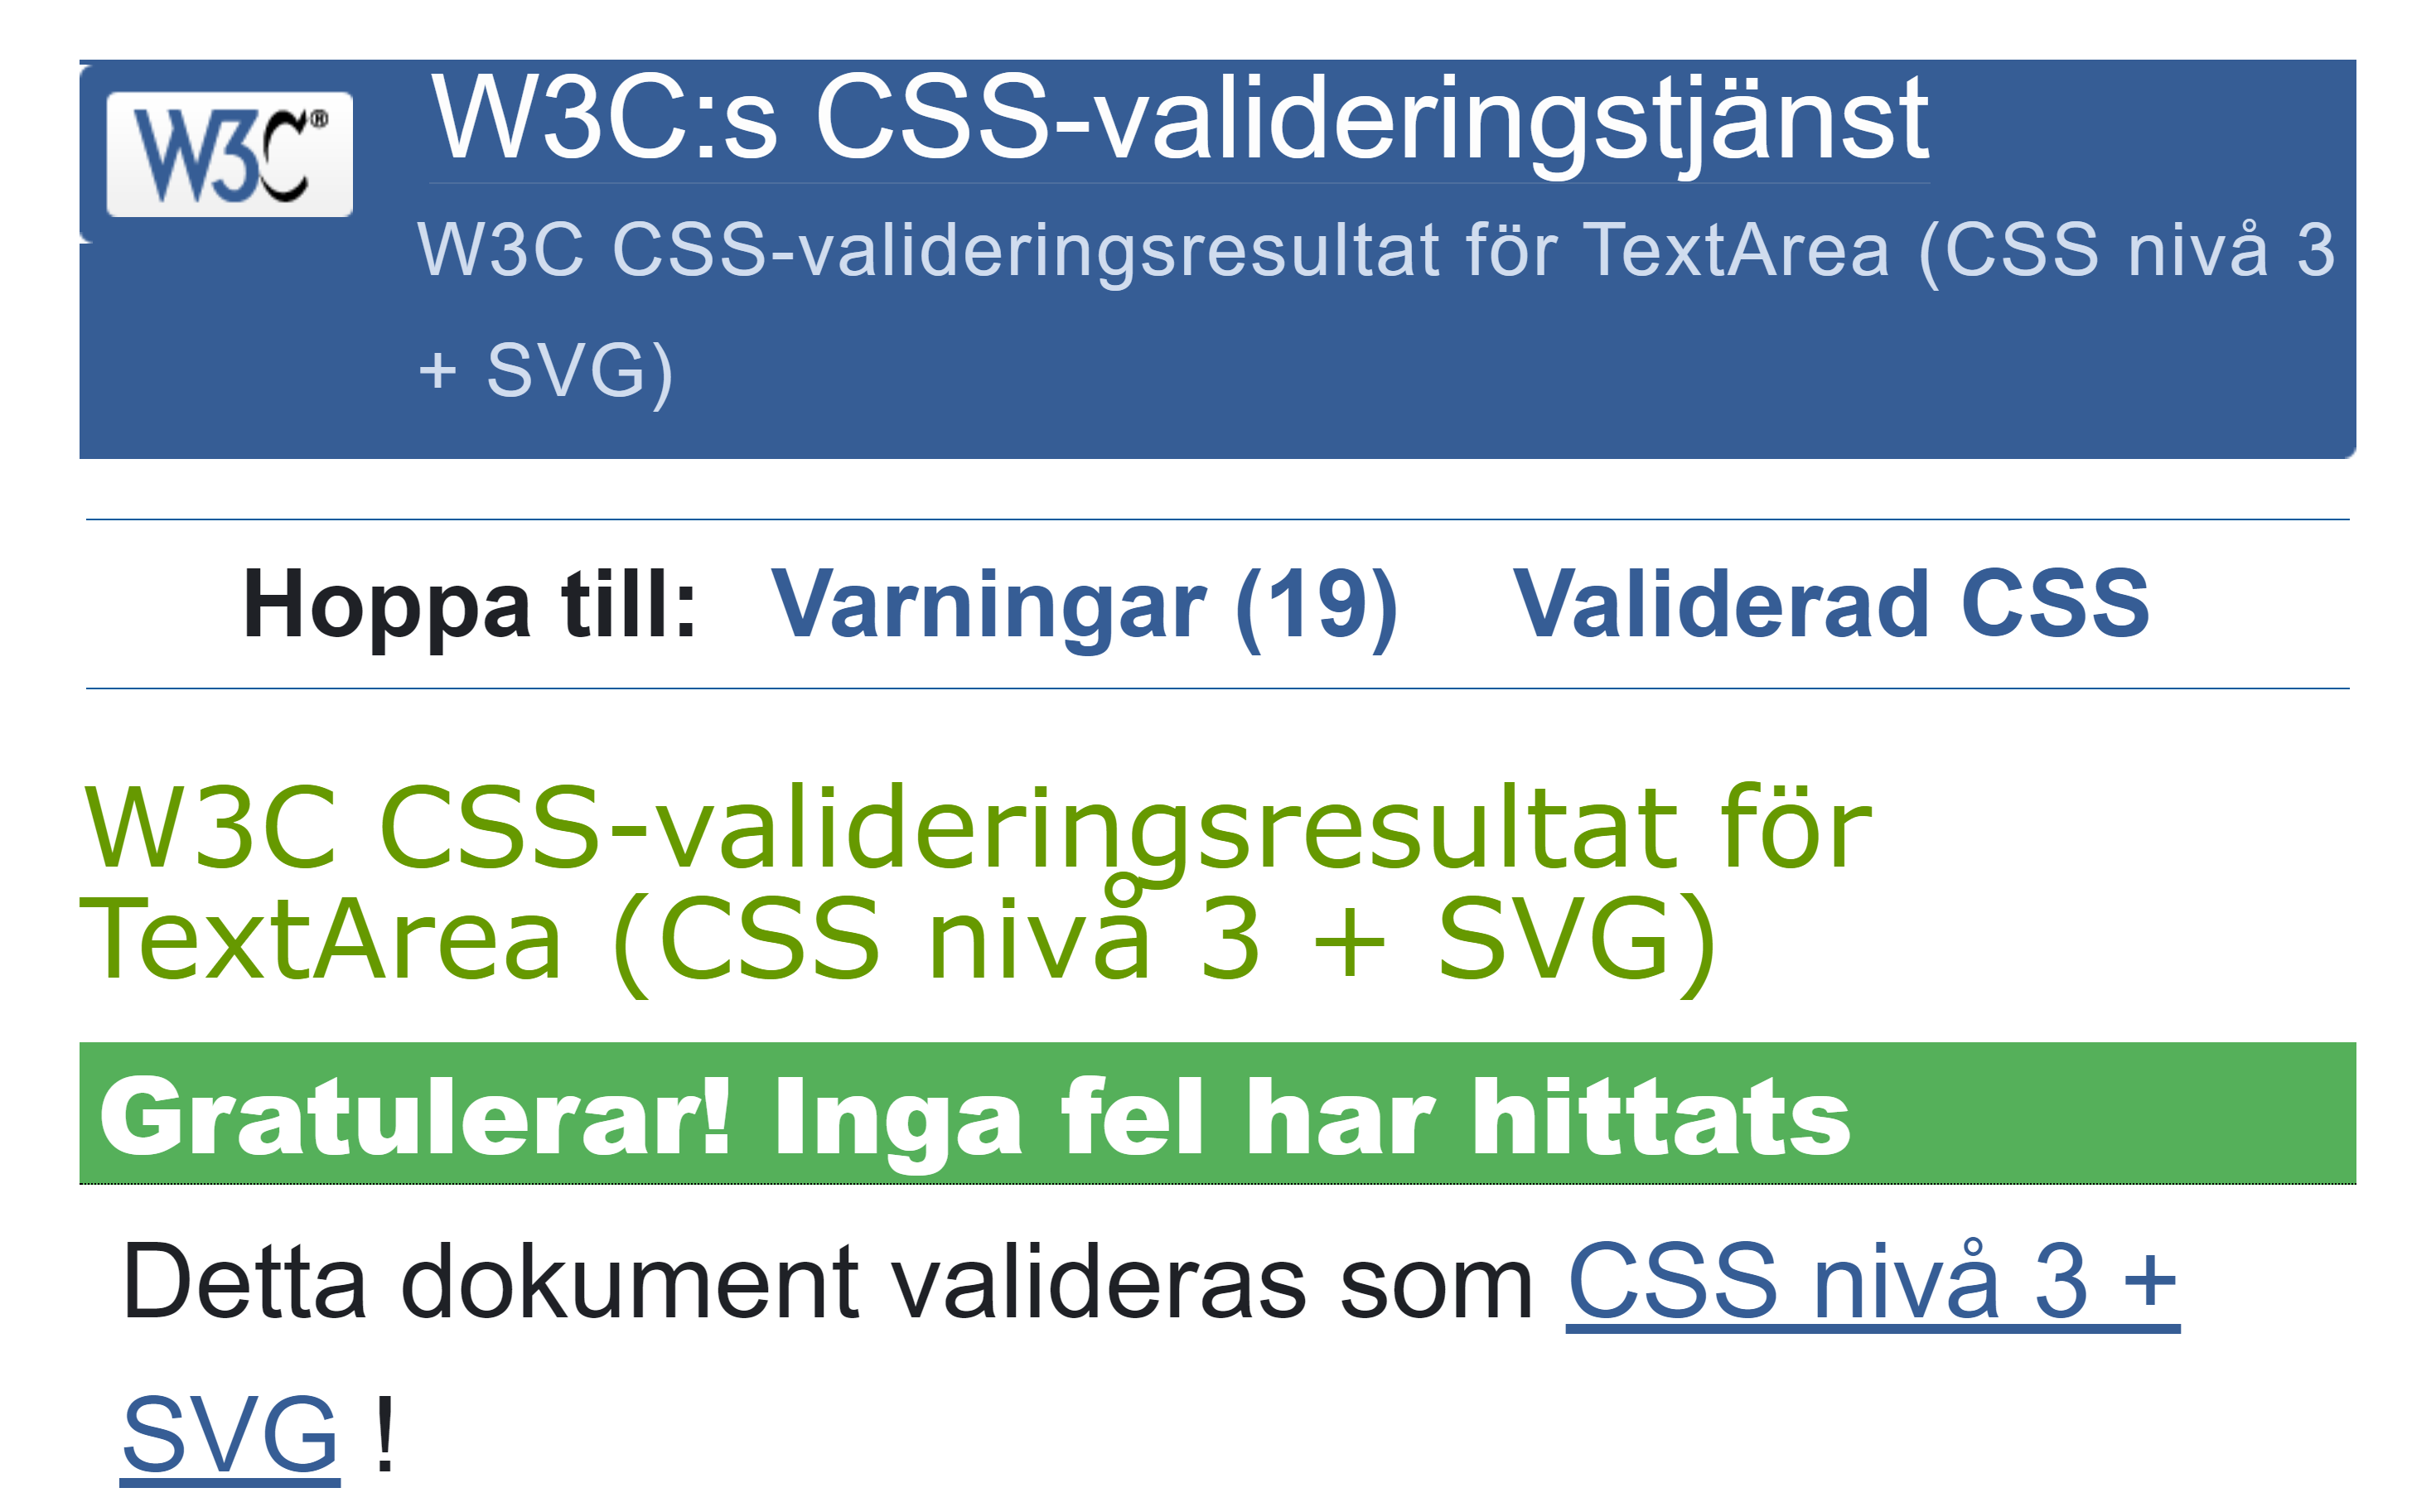 W3C®
W3C:s CSS-valideringstjänst
W3C CSS-valideringsresultat för TextArea (CSS nivå 3
+ SVG)
Hoppa till: Varningar (19) Validerad CSS
W3C CSS-valideringsresultat för
TextArea (CSS nivå 3 + SVG)
Gratulerar! Inga fel har hittats
Detta dokument valideras som CSS nivå 3 +
SVG !